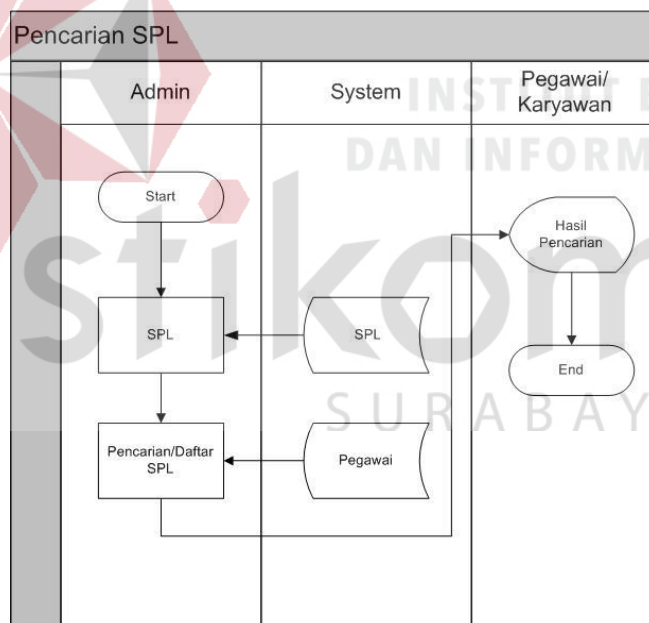 Pencarian SPL
Admin
System
Pegawai/
Karyawan
Start
Hasil
Pencarian
SPL
SPL
End
Pencarian/Daftar
SPL
Pegawai
DAN INFORM
stikom
SURABAY